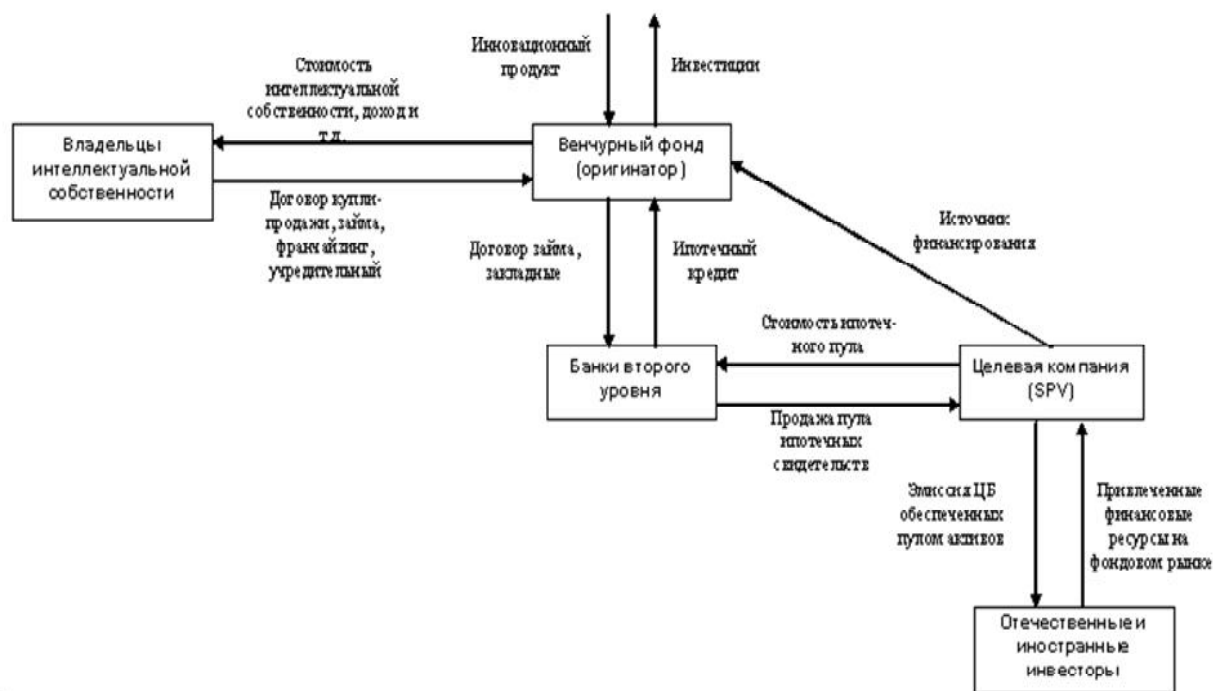 Инновационный
продукт
Инвестиции
Стоимость
интеллектуальной
собственности, доход и
т.д.
Владельцы
интеллектуальной
собственности
Венчурный фонд
(оригинатор)
Договор купли-
продажи, займа,
франчайзинг,
учредительный
Договор займа,
закладные
Ипотечный
кредит
Источник
финансирования
Стоимость ипотеч-
ного пула
Банки второго
уровня
Целевая компания
(SPV)
Продажа пула
ипотечных
свидетельств
Эмиссия ЦБ
обеспеченных
пулом активов
Привлеченные
финансовые
ресурсы на
фондовом рынке
Отечественные и
иностранные
инвесторы